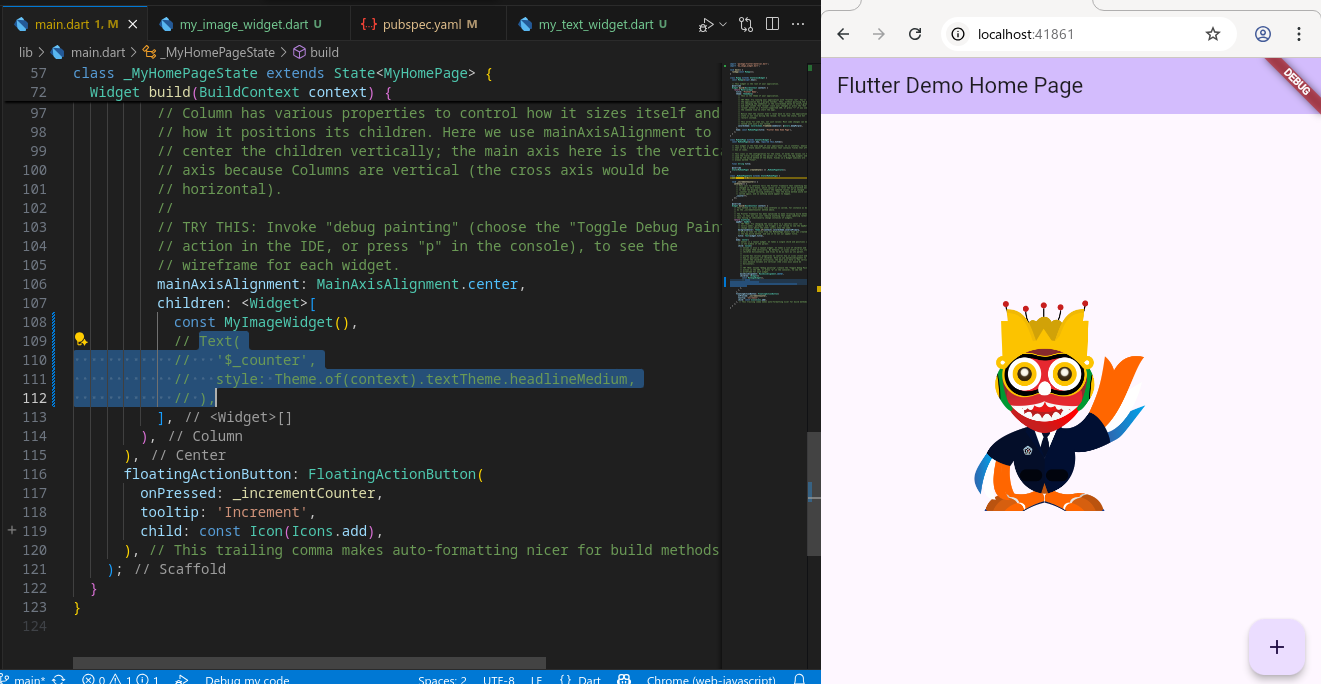 main.dart 1, M
my_image_widget.dart U
pubspec.yaml M
my_text_widget.dart U
lib > main.dart > _MyHomePageState > build
57 class _MyHomePageState extends State<MyHomePage> {
72 Widget build(BuildContext context) {
97 // Column has various properties to control how it sizes itself and
98 // how it positions its children. Here we use mainAxisAlignment to
99 // center the children vertically; the main axis here is the vertica
100 // axis because Columns are vertical (the cross axis would be
101 // horizontal).
102 //
103 // TRY THIS: Invoke "debug painting" (choose the "Toggle Debug Pain
104 // action in the IDE, or press "p" in the console), to see the
105 // wireframe for each widget.
106 mainAxisAlignment: MainAxisAlignment.center,
107 children: <Widget>[
108 const MyImageWidget(),
109 // Text(
110 //   '$_counter',
111 //   style: Theme.of(context).textTheme.headlineMedium,
112 // ),
113 ], // <Widget>[]
114 ), // Column
115 ), // Center
116 floatingActionButton: FloatingActionButton(
117 onPressed: _incrementCounter,
118 tooltip: 'Increment',
119 child: const Icon(Icons.add),
120 ), // This trailing comma makes auto-formatting nicer for build methods
121 ); // Scaffold
122 }
123 }
124
main* 0 1 1 Debug my code Spaces: 2 UTF-8 LF {} Dart Chrome (web-javascript)
localhost:41861
Flutter Demo Home Page
DEBUG